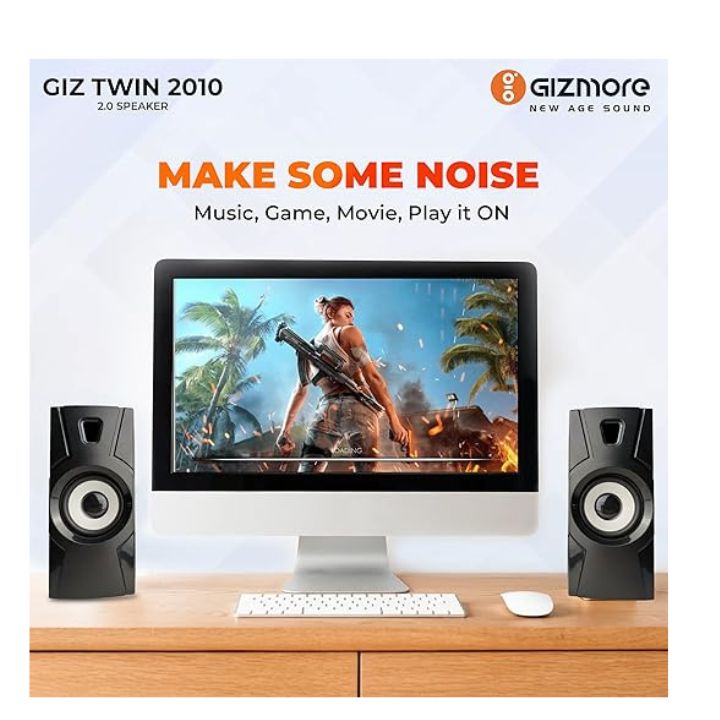 GIZ TWIN 2010
2.0 SPEAKER
GIZMORE
NEW AGE SOUND
MAKE SOME NOISE
Music, Game, Movie, Play it ON
LOADING